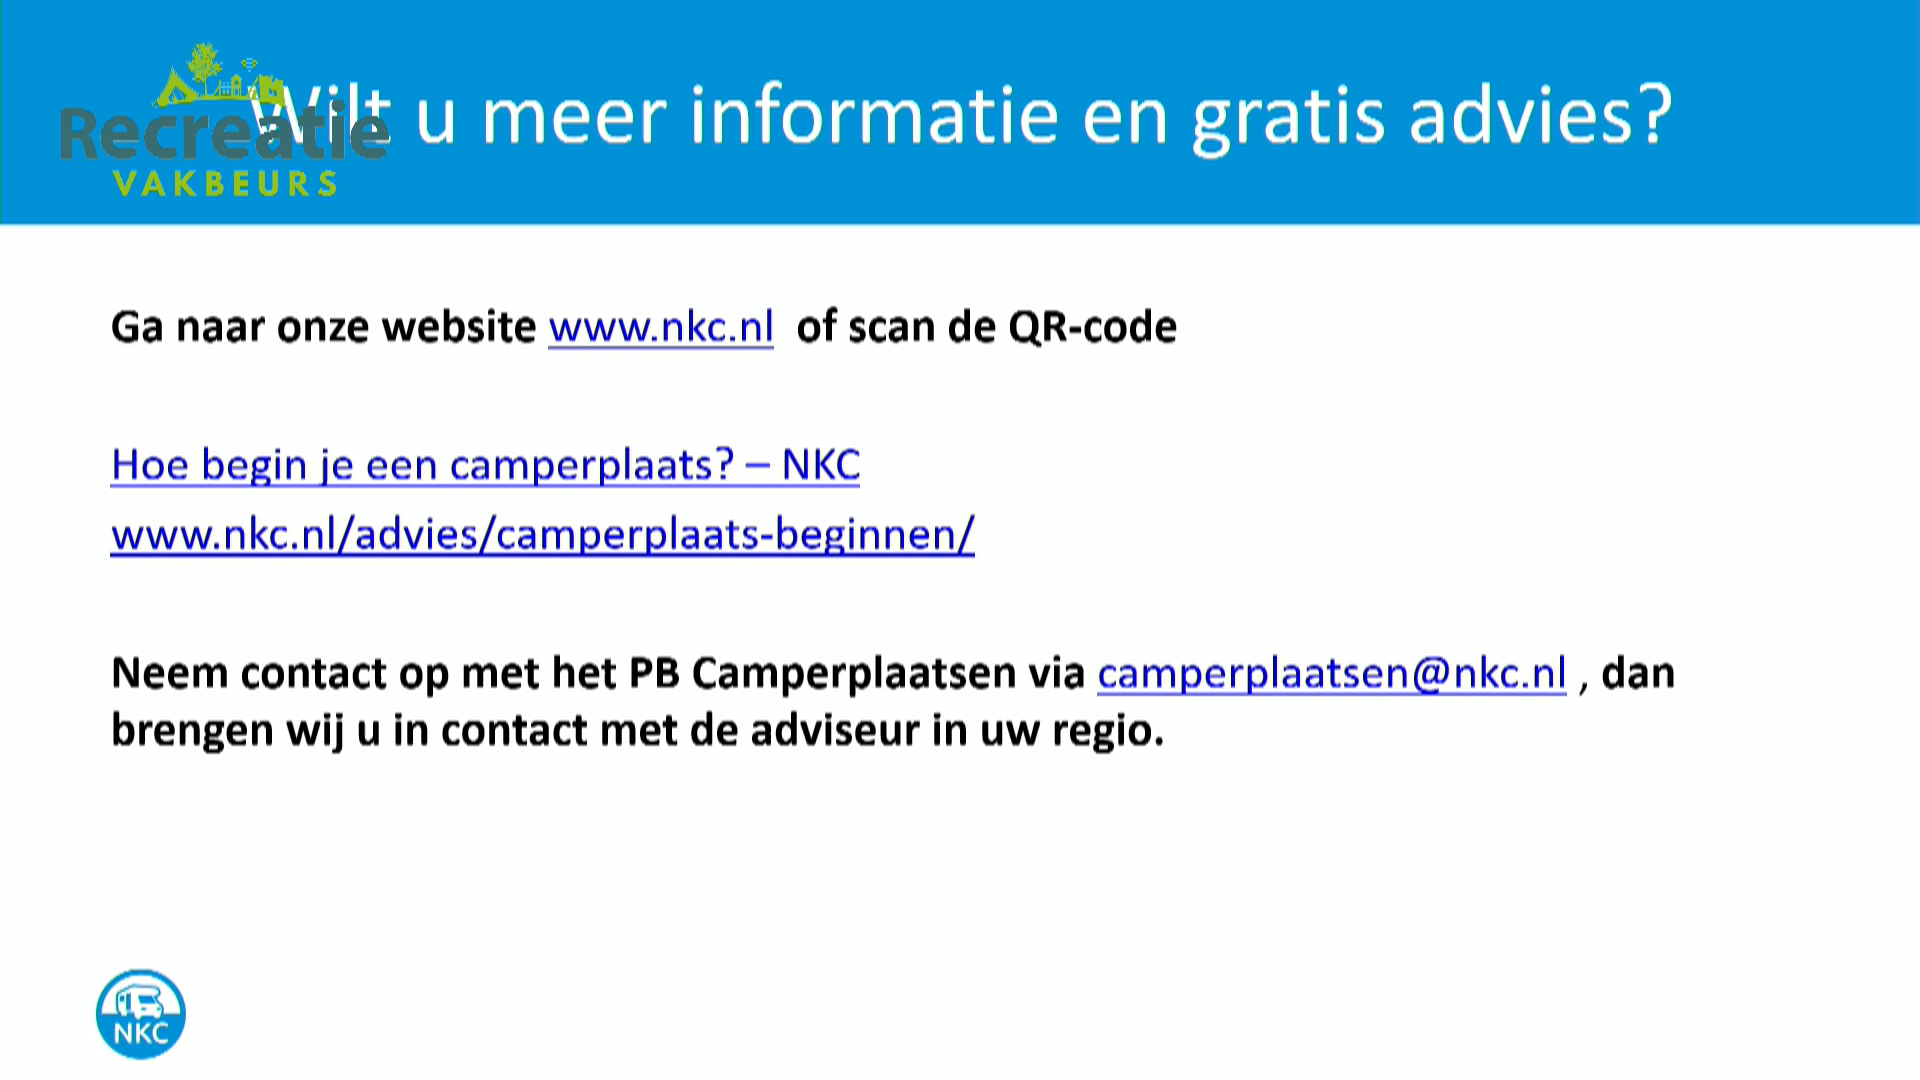 Wilt u meer informatie en gratis advies?
Recreatie
VAKBEURS
Ga naar onze website www.nkc.nl of scan de QR-code
Hoe begin je een camperplaats? – NKC
www.nkc.nl/advies/camperplaats-beginnen/
Neem contact op met het PB Camperplaatsen via camperplaatsen@nkc.nl , dan
brengen wij u in contact met de adviseur in uw regio.
NKC